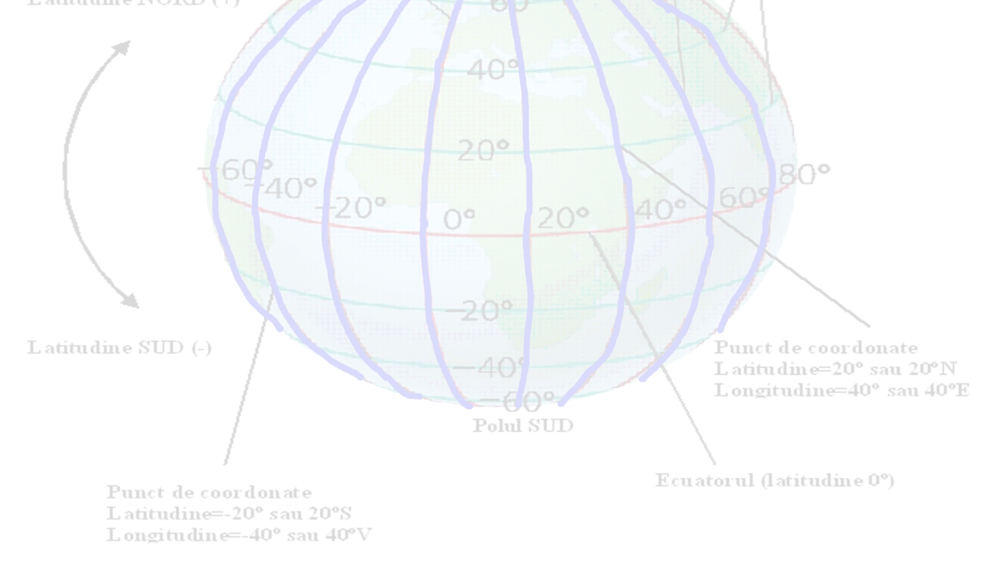 Latitudine NORD (+)
60°
40°
20°
−60°
−40°
−20°
0°
20°
40°
60°
80°
−20°
−40°
−60°
Polul SUD
Latitudine SUD (-)
Punct de coordonate
Latitudine=20° sau 20°N
Longitudine=40° sau 40°E
Ecuatorul (latitudine 0°)
Punct de coordonate
Latitudine=-20° sau 20°S
Longitudine=-40° sau 40°V